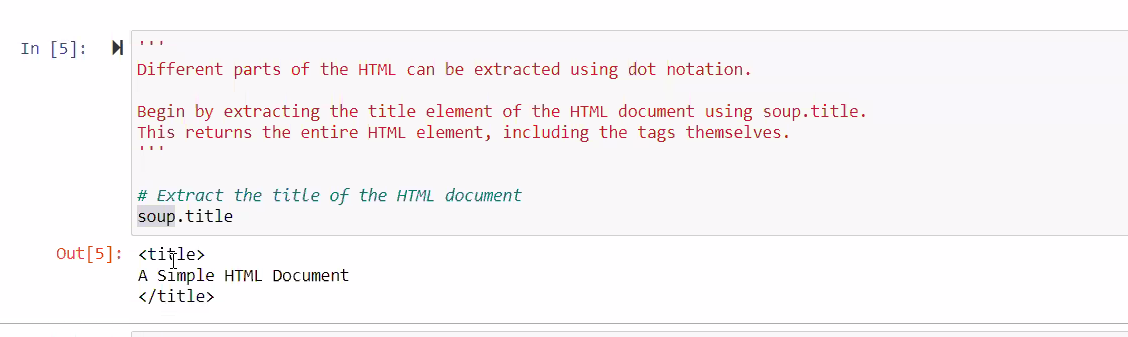 In [5]:
'''
Different parts of the HTML can be extracted using dot notation.
Begin by extracting the title element of the HTML document using soup.title.
This returns the entire HTML element, including the tags themselves.
'''
# Extract the title of the HTML document
soup.title
Out[5]:
<title>
A Simple HTML Document
</title>